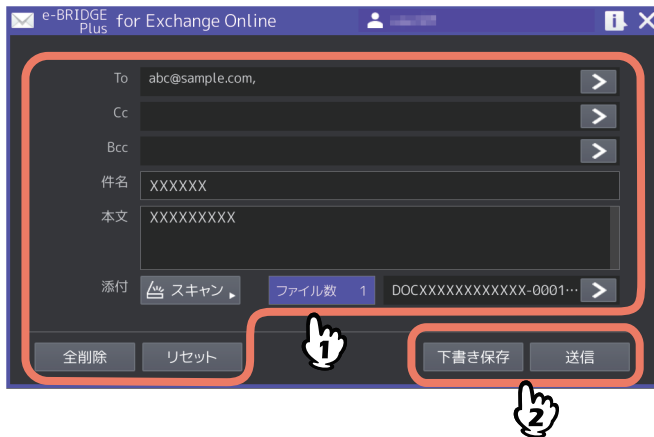 e-BRIDGE Plus for Exchange Online
To abc@sample.com,
Cc
Bcc
件名 XXXXXX
本文 XXXXXXXXX
添付 スキャン ファイル数 1 DOCXXXXXXXXXXXX-0001…
全削除 リセット 下書き保存 送信
1
2